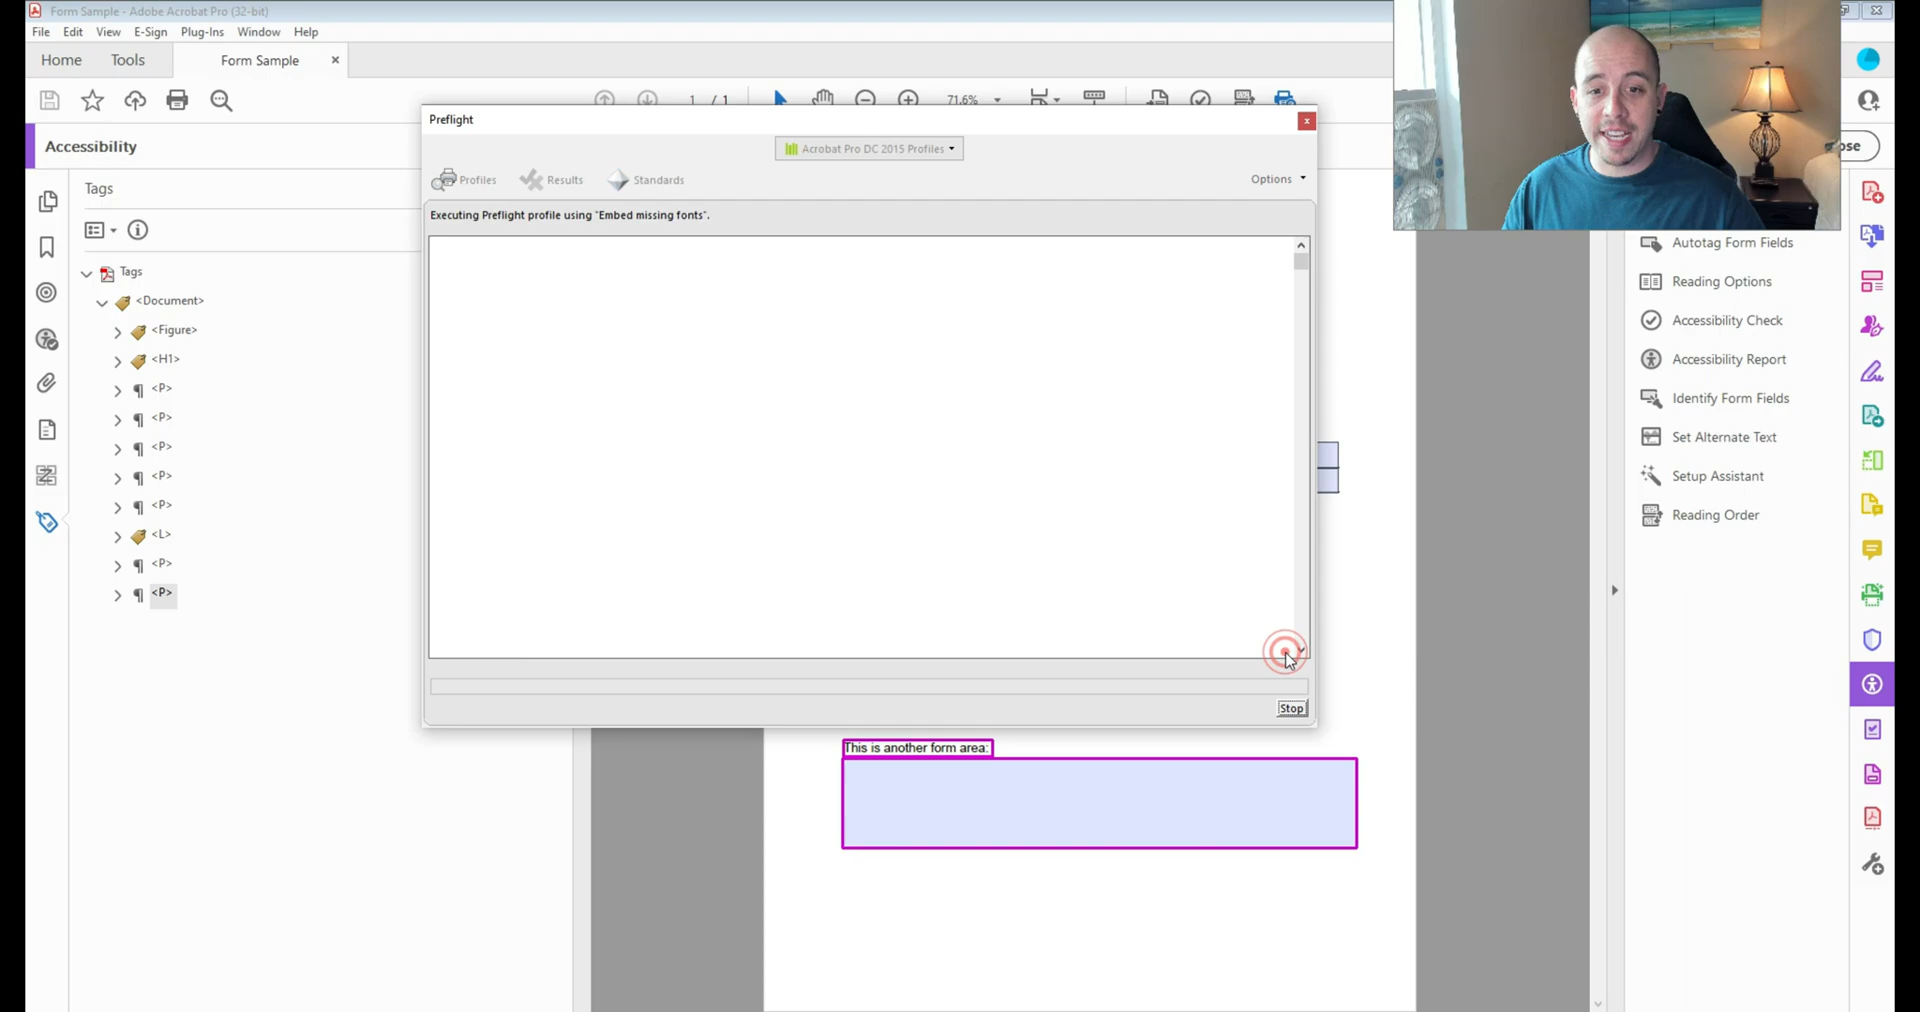 Form Sample - Adobe Acrobat Pro (32-bit)
File Edit View E-Sign Plug-Ins Window Help
Home Tools Form Sample
1 / 1 71.6%
Accessibility
Tags
Tags
<Document>
<Figure>
<H1>
<P>
<P>
<P>
<P>
<P>
<L>
<P>
<P>
Preflight
Acrobat Pro DC 2015 Profiles
Profiles Results Standards Options
Executing Preflight profile using "Embed missing fonts".
Stop
This is another form area:
ose
Autotag Form Fields
Reading Options
Accessibility Check
Accessibility Report
Identify Form Fields
Set Alternate Text
Setup Assistant
Reading Order